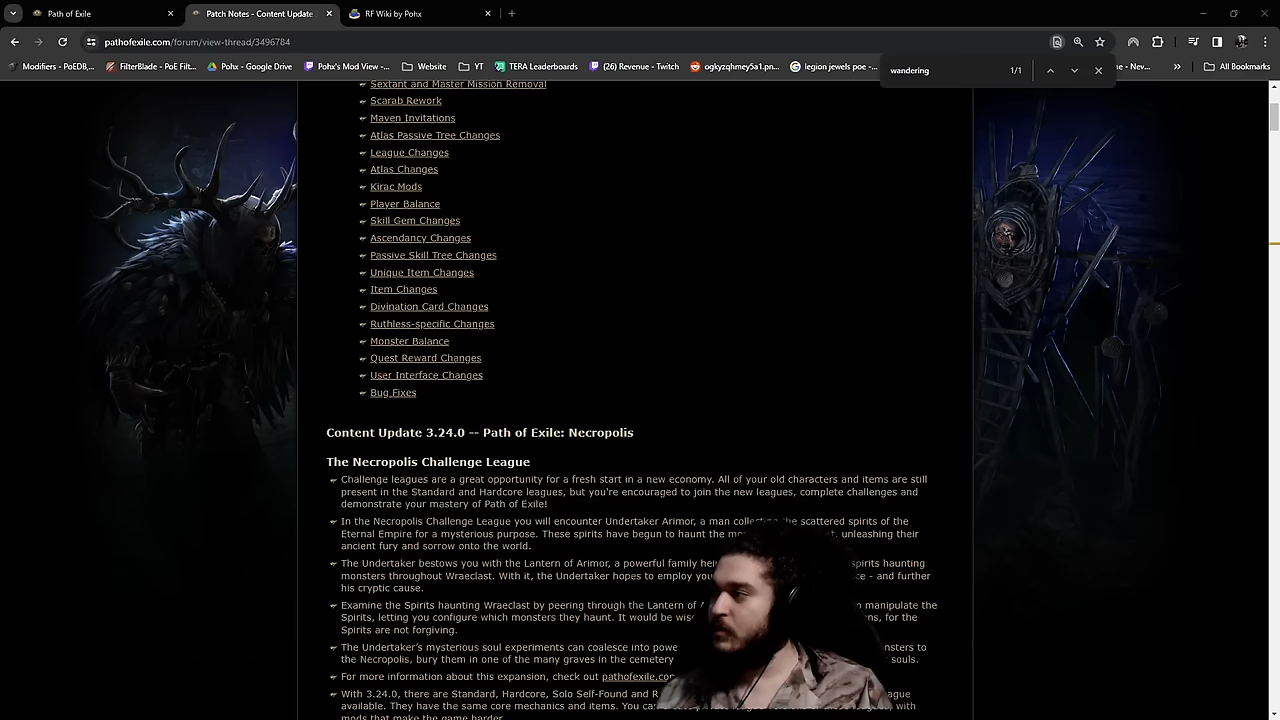 Path of Exile
Patch Notes - Content Update
RF Wiki by Pohx
pathofexile.com/forum/view-thread/3496784
Modifiers - PoEDB,...
FilterBlade - PoE Filt...
Pohx - Google Drive
Pohx's Mod View -...
Website
YT
TERA Leaderboards
(26) Revenue - Twitch
ogkyzqhmey5a1.pn...
legion jewels poe -...
- Nev...
All Bookmarks
wandering
1/1
Sextant and Master Mission Removal
Scarab Rework
Maven Invitations
Atlas Passive Tree Changes
League Changes
Atlas Changes
Kirac Mods
Player Balance
Skill Gem Changes
Ascendancy Changes
Passive Skill Tree Changes
Unique Item Changes
Item Changes
Divination Card Changes
Ruthless-specific Changes
Monster Balance
Quest Reward Changes
User Interface Changes
Bug Fixes
Content Update 3.24.0 -- Path of Exile: Necropolis
The Necropolis Challenge League
Challenge leagues are a great opportunity for a fresh start in a new economy. All of your old characters and items are still
present in the Standard and Hardcore leagues, but you're encouraged to join the new leagues, complete challenges and
demonstrate your mastery of Path of Exile!
In the Necropolis Challenge League you will encounter Undertaker Arimor, a man collecting the scattered spirits of the
Eternal Empire for a mysterious purpose. These spirits have begun to haunt the unleashing their
ancient fury and sorrow onto the world.
The Undertaker bestows you with the Lantern of Arimor, a powerful family spirits haunting
monsters throughout Wraeclast. With it, the Undertaker hopes to employ - and further
his cryptic cause.
Examine the Spirits haunting Wraeclast by peering through the Lantern of to manipulate the
Spirits, letting you configure which monsters they haunt. It would be for the
Spirits are not forgiving.
The Undertaker's mysterious soul experiments can coalesce into to
the Necropolis, bury them in one of the many graves in the cemetery souls.
For more information about this expansion, check out
With 3.24.0, there are Standard, Hardcore, Solo Self-Found and
available. They have the same core mechanics and items. You with
mods that make the game harder.